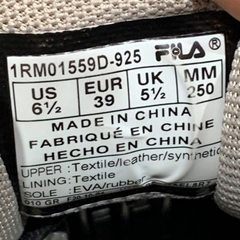 1RM01559D-925 FILA
US EUR UK MM
6½ 39 5½ 250
MADE IN CHINA
FABRIQUÉ EN CHINE
HECHO EN CHINA
UPPER : Textile/leather/synthetic
LINING: Textile
SOLE : EVA/rubber